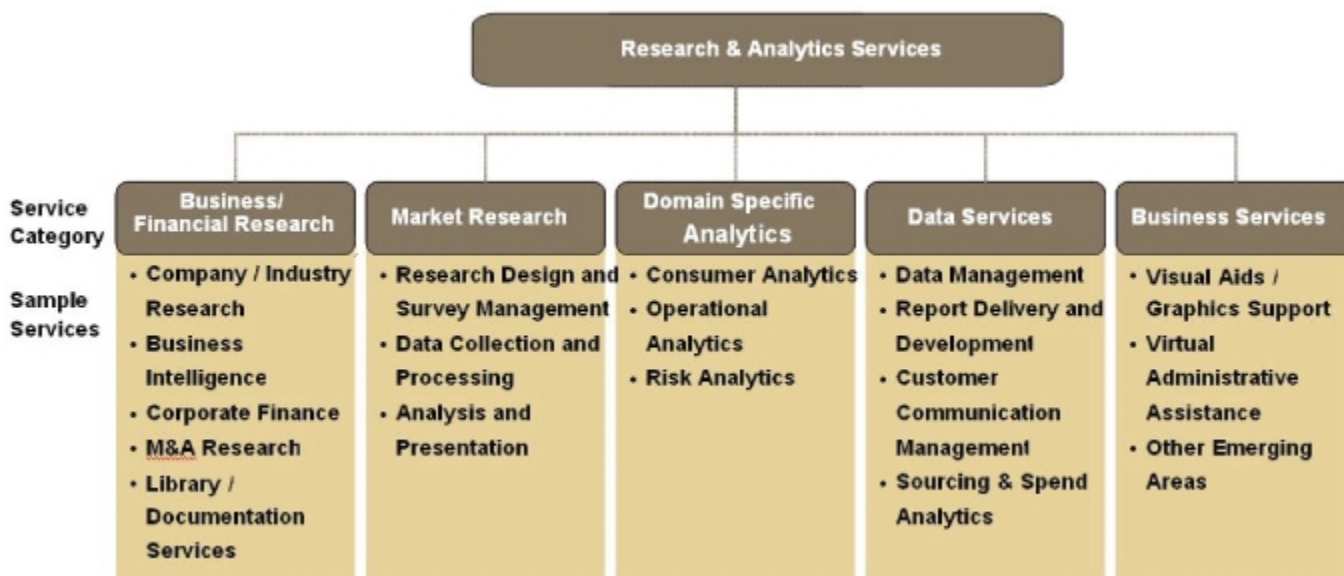 Research & Analytics Services
Service
Category
Business/
Financial Research
Market Research
Domain Specific
Analytics
Data Services
Business Services
Sample
Services
• Company / Industry
Research
• Business
Intelligence
• Corporate Finance
• M&A Research
• Library /
Documentation
Services
• Research Design and
Survey Management
• Data Collection and
Processing
• Analysis and
Presentation
• Consumer Analytics
• Operational
Analytics
• Risk Analytics
• Data Management
• Report Delivery and
Development
• Customer
Communication
Management
• Sourcing & Spend
Analytics
• Visual Aids /
Graphics Support
• Virtual
Administrative
Assistance
• Other Emerging
Areas